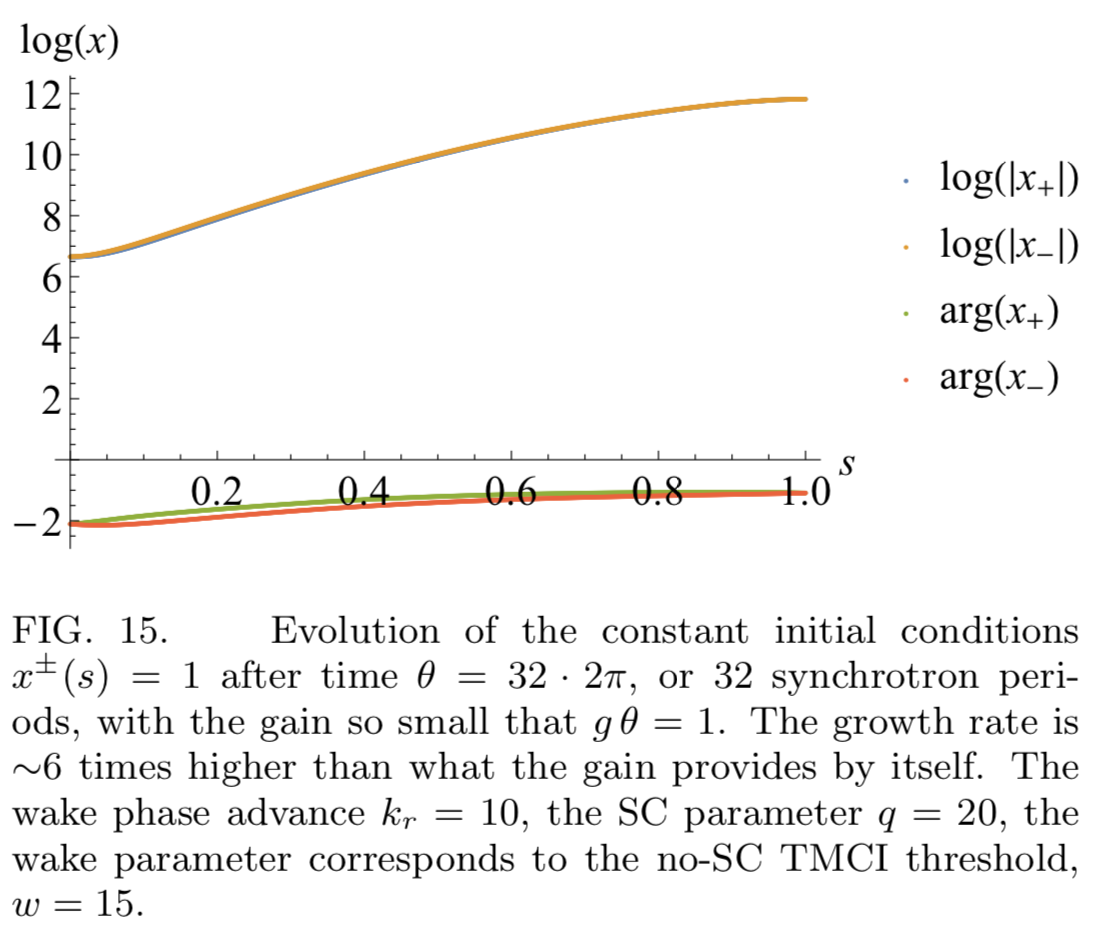 log(x)
12
10
8
6
4
2
−2
0.2 0.4 0.6 0.8 1.0
s
log(|x₊|)
log(|x₋|)
arg(x₊)
arg(x₋)
FIG. 15. Evolution of the constant initial conditions
x±(s) = 1 after time θ = 32 · 2π, or 32 synchrotron peri-
ods, with the gain so small that g θ = 1. The growth rate is
∼6 times higher than what the gain provides by itself. The
wake phase advance kᵣ = 10, the SC parameter q = 20, the
wake parameter corresponds to the no-SC TMCI threshold,
w = 15.